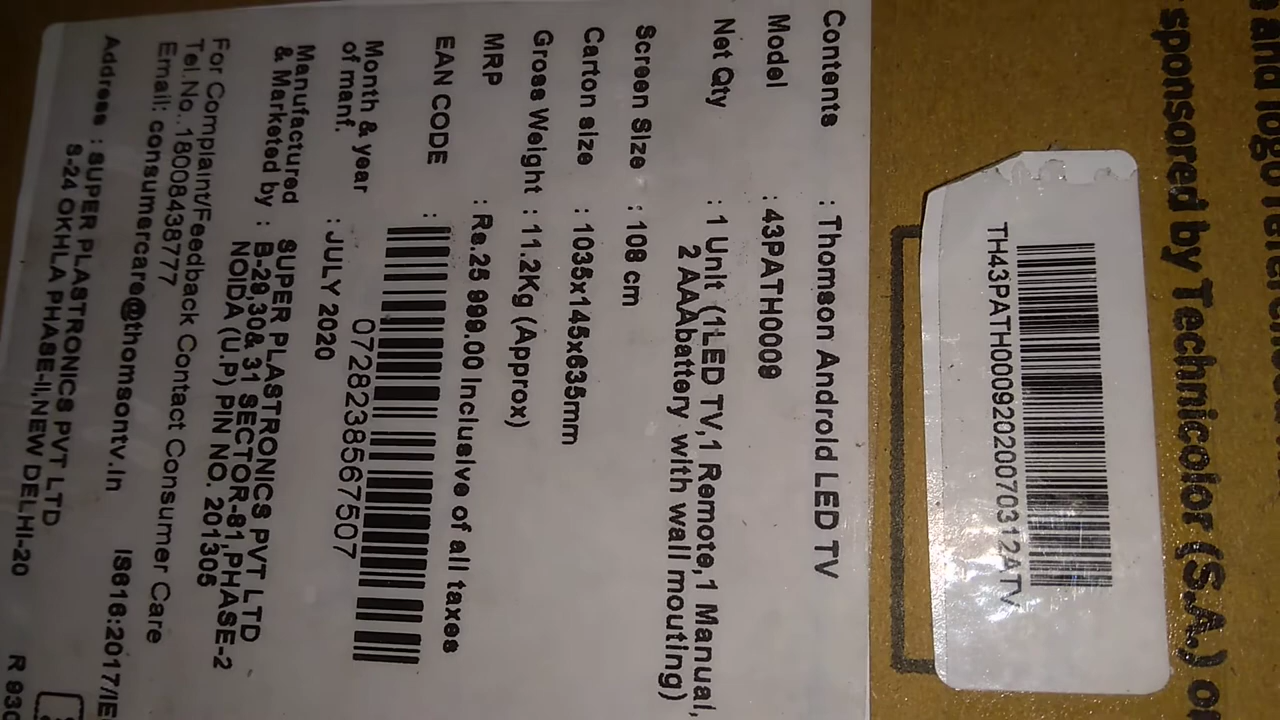 and logo
sponsored by Technicolor (S.A.)
TH43PATH00092020070312ATV
Contents : Thomson Android LED TV
Model : 43PATH0009
Net Qty : 1 Unit (1LED TV,1 Remote,1 Manual,
2 AAAbattery with wall mouting)
Screen Size : 108 cm
Carton size : 1035x145x635mm
Gross Weight : 11.2Kg (Approx)
MRP : Rs.25 999.00 Inclusive of all taxes
EAN CODE :
0728238567507
Month & year
of manf. : JULY 2020
Manufactured
& Marketed by : SUPER PLASTRONICS PVT LTD
B-29,30& 31 SECTOR-81,PHASE-2
NOIDA (U.P) PIN NO. 201305
For Complaint/Feedback Contact Consumer Care
Tel.No..18008438777
Email: consumercare@thomsontv.in IS616:2017/IE
Address : SUPER PLASTRONICS PVT LTD
S-24 OKHLA PHASE-II,NEW DELHI-20
R 930